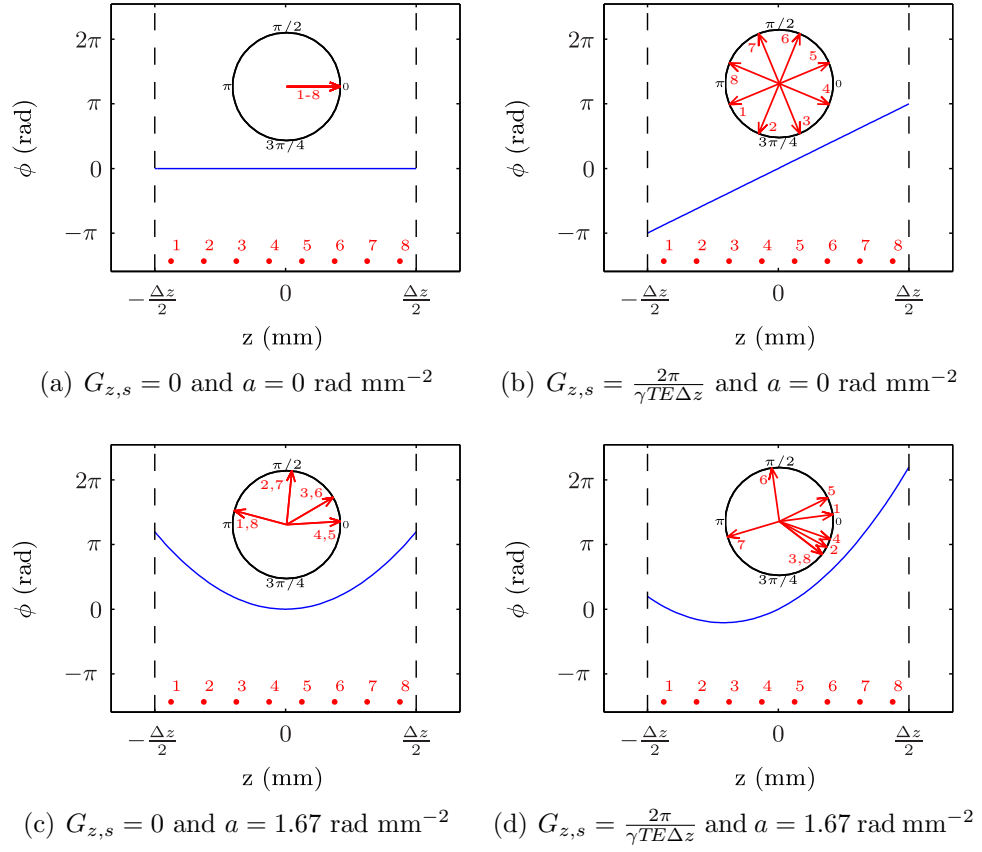 ϕ (rad)
2π
π
0
−π
π/2
π
0
3π/4
1-8
1 2 3 4 5 6 7 8
−Δz/2 0 Δz/2
z (mm)
(a) G_{z,s} = 0 and a = 0 rad mm⁻²
ϕ (rad)
2π
π
0
−π
π/2
π
0
3π/4
7 6
5
8
4
1
2 3
1 2 3 4 5 6 7 8
−Δz/2 0 Δz/2
z (mm)
(b) G_{z,s} = 2π/γTEΔz and a = 0 rad mm⁻²
ϕ (rad)
2π
π
0
−π
π/2
π
0
3π/4
2,7 3,6
1,8
4,5
1 2 3 4 5 6 7 8
−Δz/2 0 Δz/2
z (mm)
(c) G_{z,s} = 0 and a = 1.67 rad mm⁻²
ϕ (rad)
2π
π
0
−π
π/2
π
0
3π/4
6
5
1
4
7
2
3,8
1 2 3 4 5 6 7 8
−Δz/2 0 Δz/2
z (mm)
(d) G_{z,s} = 2π/γTEΔz and a = 1.67 rad mm⁻²